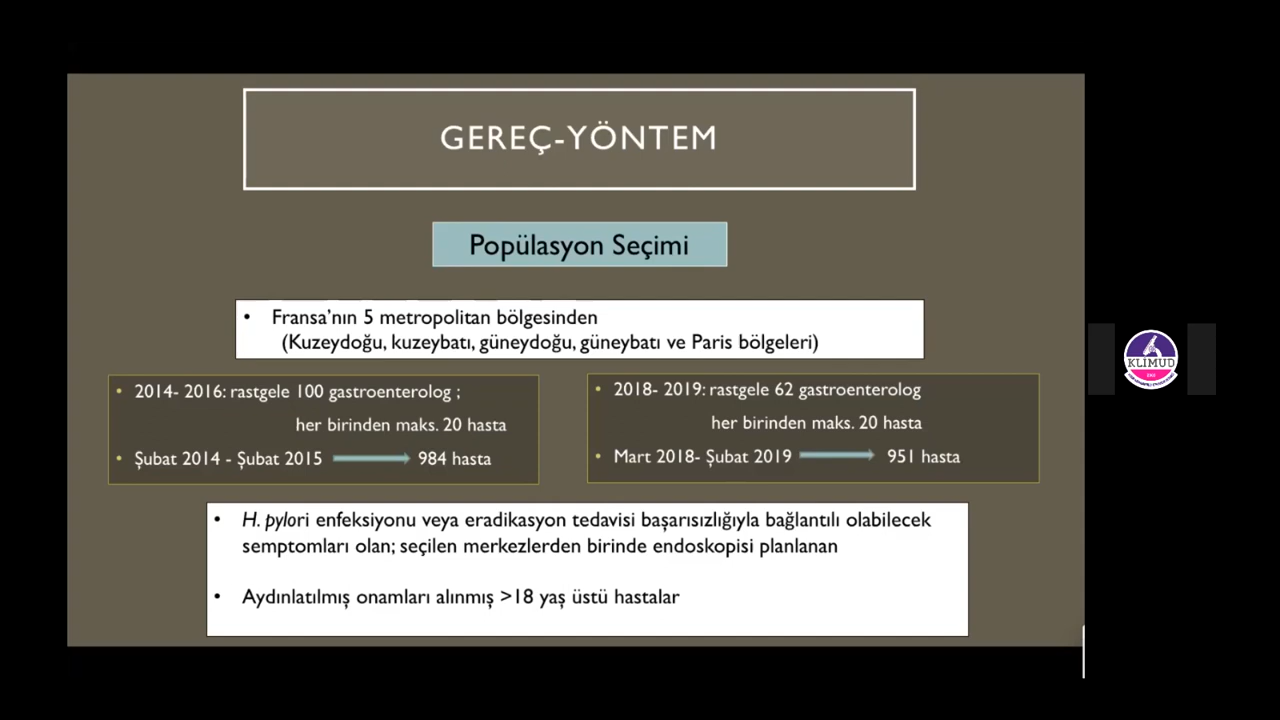 GEREÇ-YÖNTEM
Popülasyon Seçimi
• Fransa'nın 5 metropolitan bölgesinden
(Kuzeydoğu, kuzeybatı, güneydoğu, güneybatı ve Paris bölgeleri)
• 2014- 2016: rastgele 100 gastroenterolog ;
her birinden maks. 20 hasta
• Şubat 2014 - Şubat 2015 → 984 hasta
• 2018- 2019: rastgele 62 gastroenterolog
her birinden maks. 20 hasta
• Mart 2018- Şubat 2019 → 951 hasta
• H. pylori enfeksiyonu veya eradikasyon tedavisi başarısızlığıyla bağlantılı olabilecek
semptomları olan; seçilen merkezlerden birinde endoskopisi planlanan
• Aydınlatılmış onamları alınmış >18 yaş üstü hastalar
KLIMUD